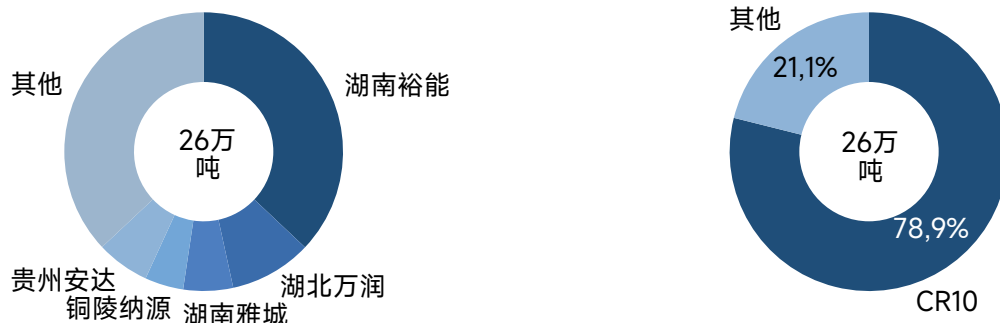 其他
湖南裕能
26万
吨
贵州安达
铜陵纳源
湖南雅城
湖北万润
其他
21,1%
26万
吨
78,9%
CR10